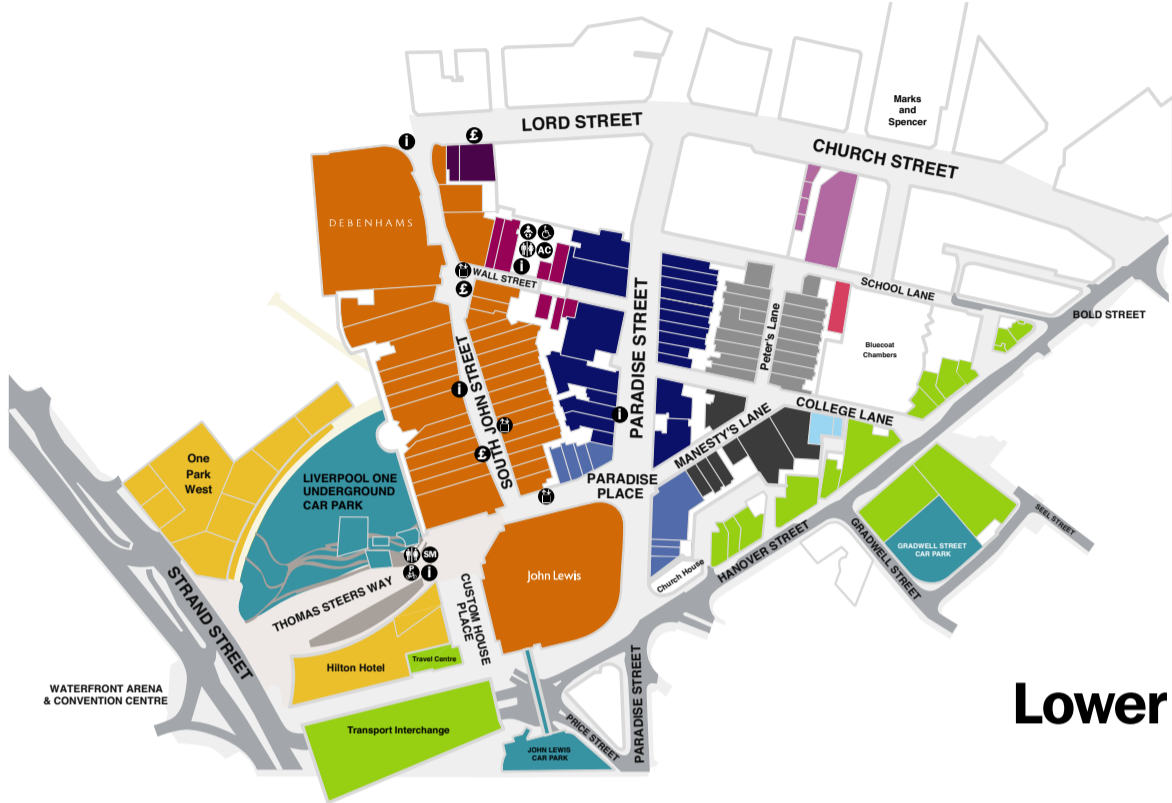 Marks
and
Spencer
LORD STREET
CHURCH STREET
i
£
DEBENHAMS
AC
i
WALL STREET
£
SCHOOL LANE
BOLD STREET
Peter's Lane
Bluecoat
Chambers
PARADISE STREET
SOUTH JOHN STREET
i
i
£
COLLEGE LANE
MANESTY'S LANE
One
Park
West
LIVERPOOL ONE
UNDERGROUND
CAR PARK
PARADISE
PLACE
SEEL STREET
GRADWELL STREET
CAR PARK
GRADWELL STREET
HANOVER STREET
Church House
SM
P
i
John Lewis
THOMAS STEERS WAY
CUSTOM HOUSE
PLACE
STRAND STREET
Hilton Hotel
Travel Centre
WATERFRONT ARENA
& CONVENTION CENTRE
Transport Interchange
PARADISE STREET
PRICE STREET
JOHN LEWIS
CAR PARK
Lower